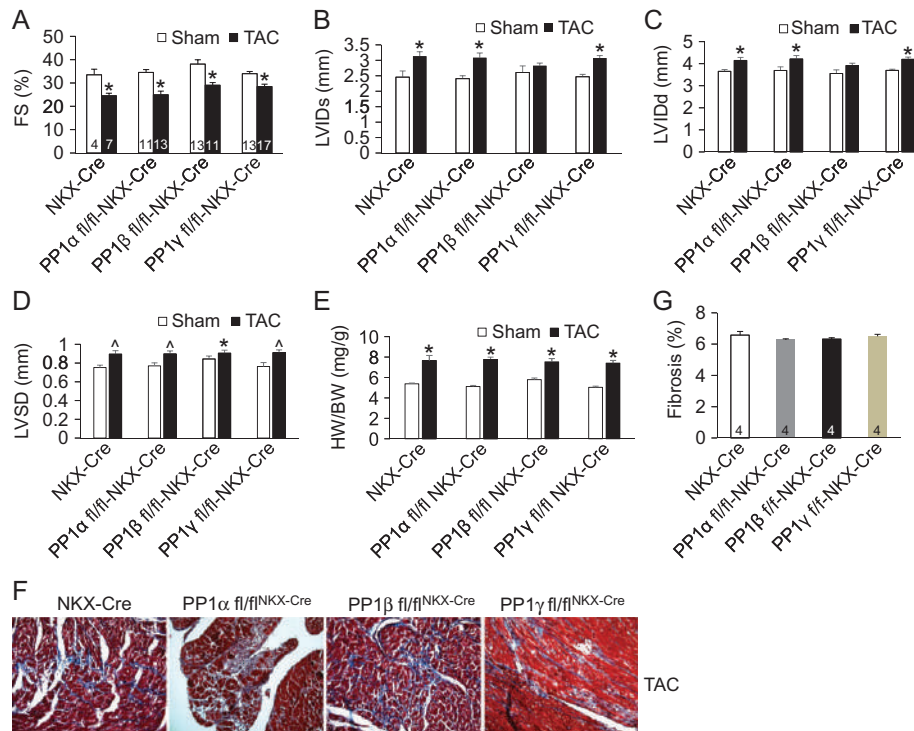 A
Sham TAC
FS (%)
50
40
30
20
10
0
* * * *
4 7 11 13 13 11 13 17
NKX-Cre
PP1α fl/fl-NKX-Cre
PP1β fl/fl-NKX-Cre
PP1γ fl/fl-NKX-Cre
B
Sham TAC
LVIDs (mm)
3.5
3
2.5
2
1.5
1
0.5
0
* * *
NKX-Cre
PP1α fl/fl-NKX-Cre
PP1β fl/fl-NKX-Cre
PP1γ fl/fl-NKX-Cre
C
Sham TAC
LVIDd (mm)
5
4
3
2
1
0
* * *
NKX-Cre
PP1α fl/fl-NKX-Cre
PP1β fl/fl-NKX-Cre
PP1γ fl/fl-NKX-Cre
D
Sham TAC
LVSD (mm)
1
0.8
0.6
0.4
0.2
0
^ ^ * ^
NKX-Cre
PP1α fl/fl-NKX-Cre
PP1β fl/fl-NKX-Cre
PP1γ fl/fl-NKX-Cre
E
Sham TAC
HW/BW (mg/g)
10
8
6
4
2
0
* * * *
NKX-Cre
PP1α fl/fl NKX-Cre
PP1β fl/fl NKX-Cre
PP1γ fl/fl NKX-Cre
G
Fibrosis (%)
8
6
4
2
0
4 4 4 4
NKX-Cre
PP1α fl/fl-NKX-Cre
PP1β f/f-NKX-Cre
PP1γ f/f-NKX-Cre
F
NKX-Cre PP1α fl/flNKX-Cre PP1β fl/flNKX-Cre PP1γ fl/flNKX-Cre
TAC